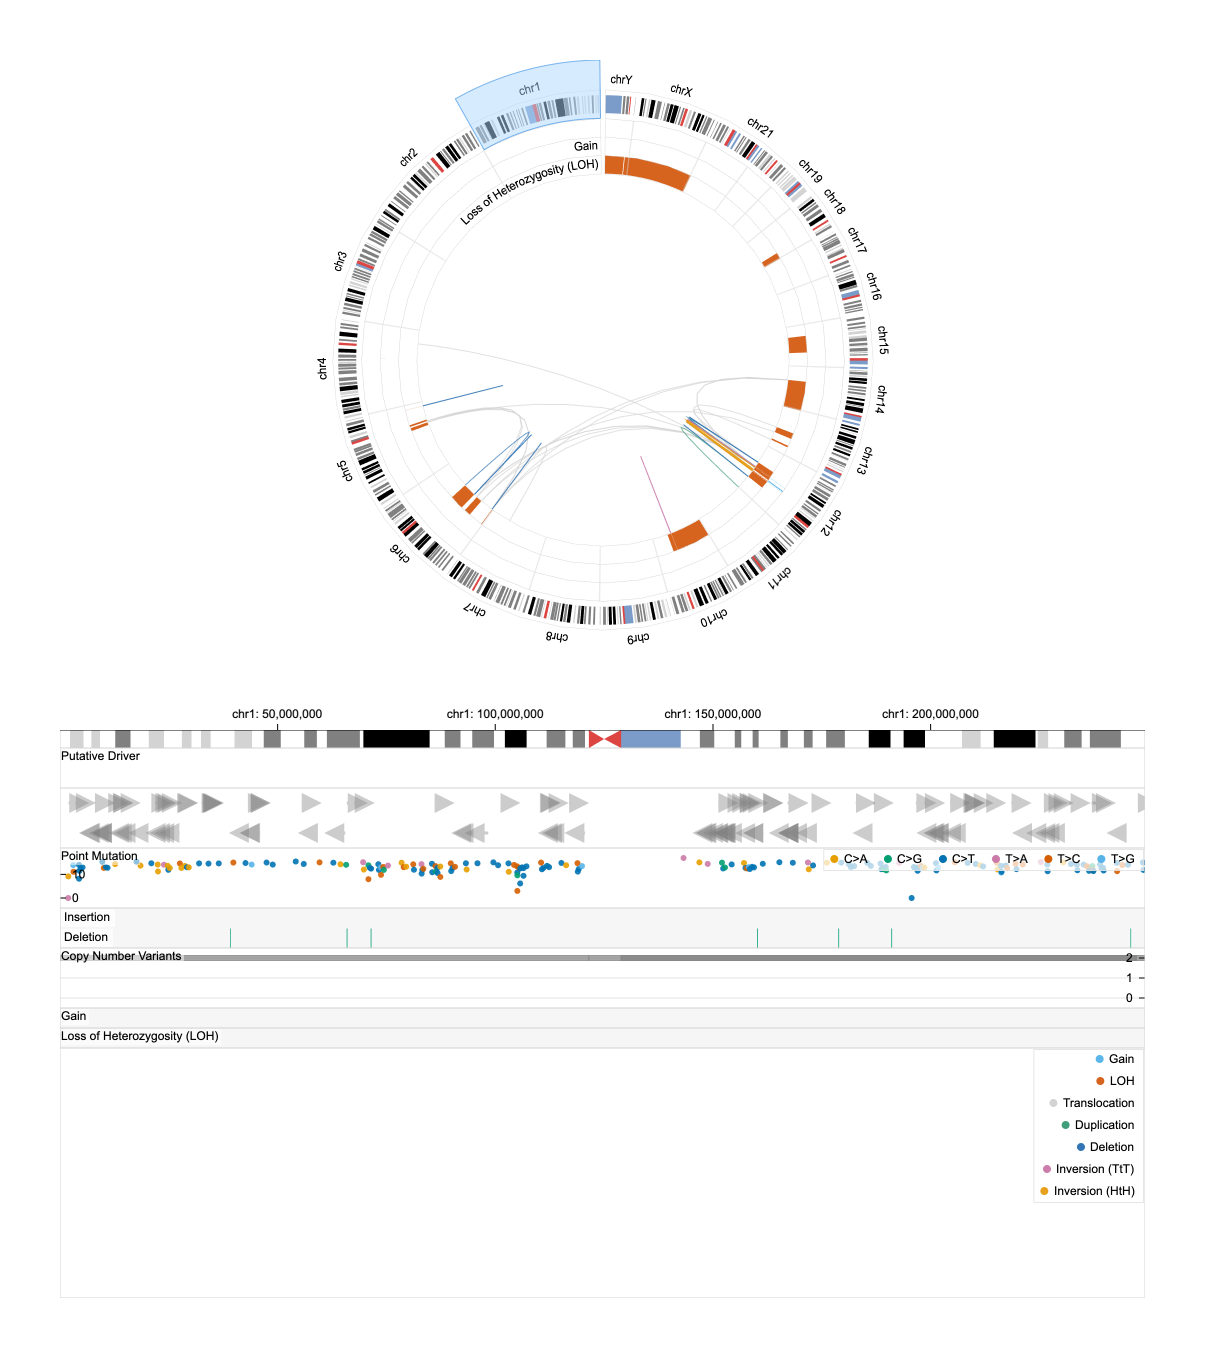 chr1
chrY
chrX
chr21
chr19
chr18
chr17
chr16
chr15
chr14
chr13
chr12
chr11
chr10
chr9
chr8
chr7
chr6
chr5
chr4
chr3
chr2
Gain
Loss of Heterozygosity (LOH)
chr1: 50,000,000 chr1: 100,000,000 chr1: 150,000,000 chr1: 200,000,000
Putative Driver
Point Mutation
C>A C>G C>T T>A T>C T>G
10
0
Insertion
Deletion
Copy Number Variants
2
1
0
Gain
Loss of Heterozygosity (LOH)
Gain
LOH
Translocation
Duplication
Deletion
Inversion (TtT)
Inversion (HtH)